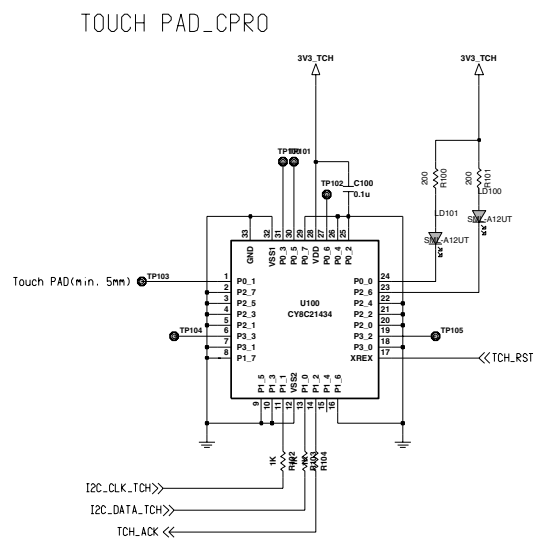 TOUCH PAD_CPRO
3V3_TCH
3V3_TCH
TP101
TP102
C100
0.1u
200
R100
200
R101
LD100
LD101
SML-A12UT
SML-A12UT
33 32 31 30 29 28 27 26 25
GND VSS1 P0_3 P0_5 P0_7 VDD P0_6 P0_4 P0_2
Touch PAD(min. 5mm)
TP103
TP104
TP105
1 P0_1
2 P2_7
3 P2_5
4 P2_3
5 P2_1
6 P3_3
7 P3_1
8 P1_7
U100
CY8C21434
P0_0 24
P2_6 23
P2_4 22
P2_2 21
P2_0 20
P3_2 19
P3_0 18
XREX 17
TCH_RST
P1_5 P1_3 P1_1 VSS2 P1_0 P1_2 P1_4 P1_6
9 10 11 12 13 14 15 16
1K
R102
1K
R103
R104
I2C_CLK_TCH
I2C_DATA_TCH
TCH_ACK